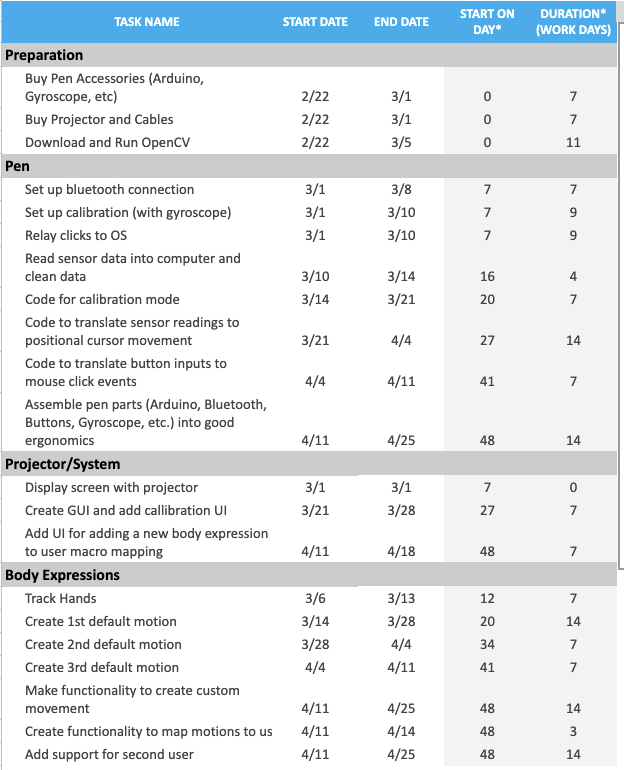 TASK NAME START DATE END DATE START ON DAY* DURATION* (WORK DAYS)
Preparation
Buy Pen Accessories (Arduino,
Gyroscope, etc) 2/22 3/1 0 7
Buy Projector and Cables 2/22 3/1 0 7
Download and Run OpenCV 2/22 3/5 0 11
Pen
Set up bluetooth connection 3/1 3/8 7 7
Set up calibration (with gyroscope) 3/1 3/10 7 9
Relay clicks to OS 3/1 3/10 7 9
Read sensor data into computer and
clean data 3/10 3/14 16 4
Code for calibration mode 3/14 3/21 20 7
Code to translate sensor readings to
positional cursor movement 3/21 4/4 27 14
Code to translate button inputs to
mouse click events 4/4 4/11 41 7
Assemble pen parts (Arduino, Bluetooth,
Buttons, Gyroscope, etc.) into good
ergonomics 4/11 4/25 48 14
Projector/System
Display screen with projector 3/1 3/1 7 0
Create GUI and add callibration UI 3/21 3/28 27 7
Add UI for adding a new body expression
to user macro mapping 4/11 4/18 48 7
Body Expressions
Track Hands 3/6 3/13 12 7
Create 1st default motion 3/14 3/28 20 14
Create 2nd default motion 3/28 4/4 34 7
Create 3rd default motion 4/4 4/11 41 7
Make functionality to create custom
movement 4/11 4/25 48 14
Create functionality to map motions to us 4/11 4/14 48 3
Add support for second user 4/11 4/25 48 14